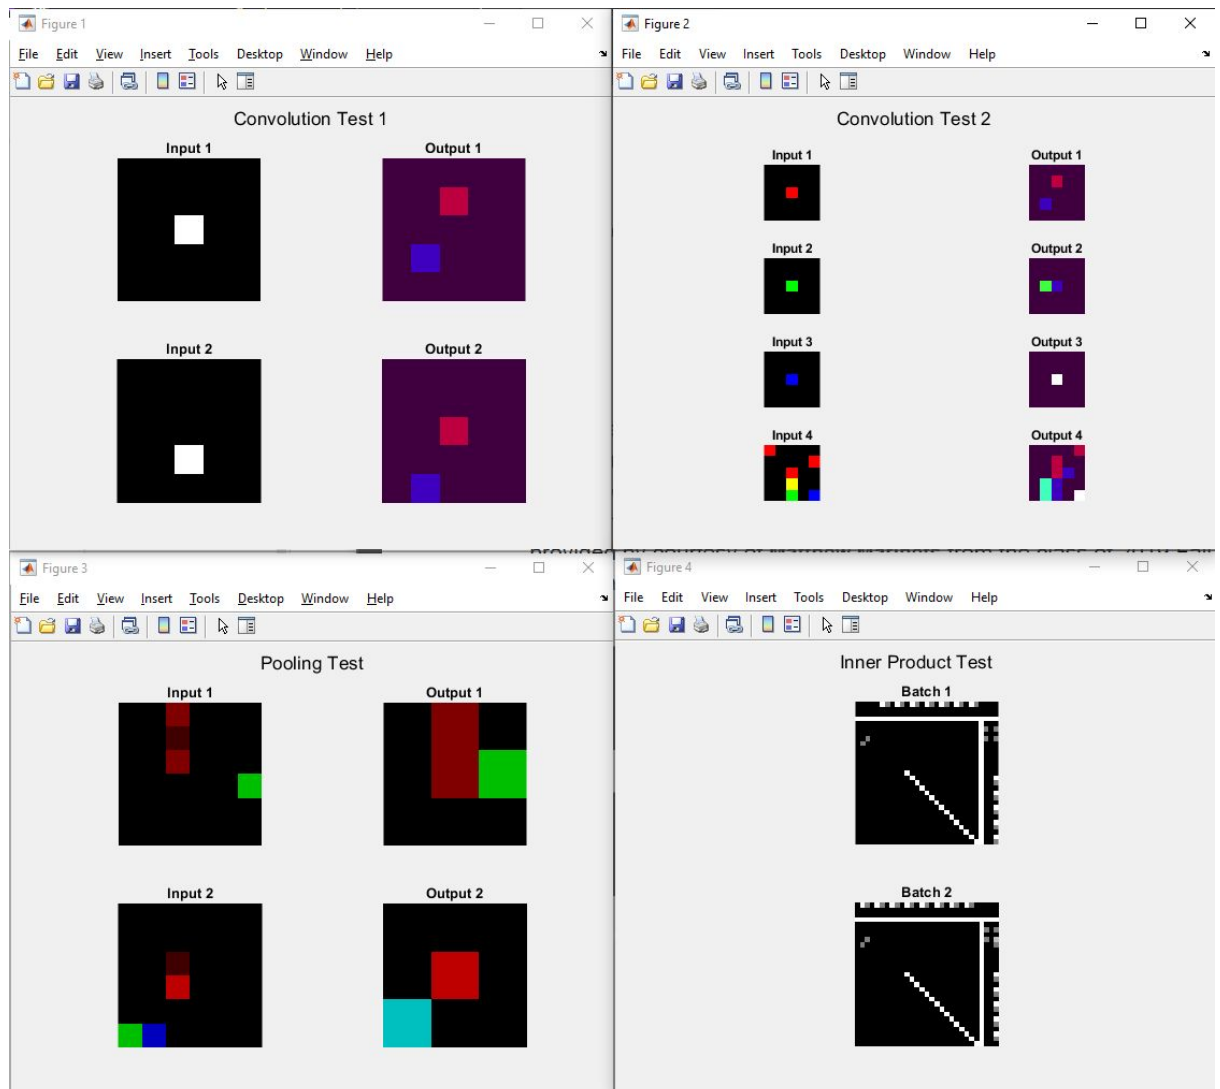 Figure 1
File Edit View Insert Tools Desktop Window Help
Convolution Test 1
Input 1 Output 1
Input 2 Output 2
Figure 2
File Edit View Insert Tools Desktop Window Help
Convolution Test 2
Input 1 Output 1
Input 2 Output 2
Input 3 Output 3
Input 4 Output 4
Figure 3
File Edit View Insert Tools Desktop Window Help
Pooling Test
Input 1 Output 1
Input 2 Output 2
Figure 4
File Edit View Insert Tools Desktop Window Help
Inner Product Test
Batch 1
Batch 2